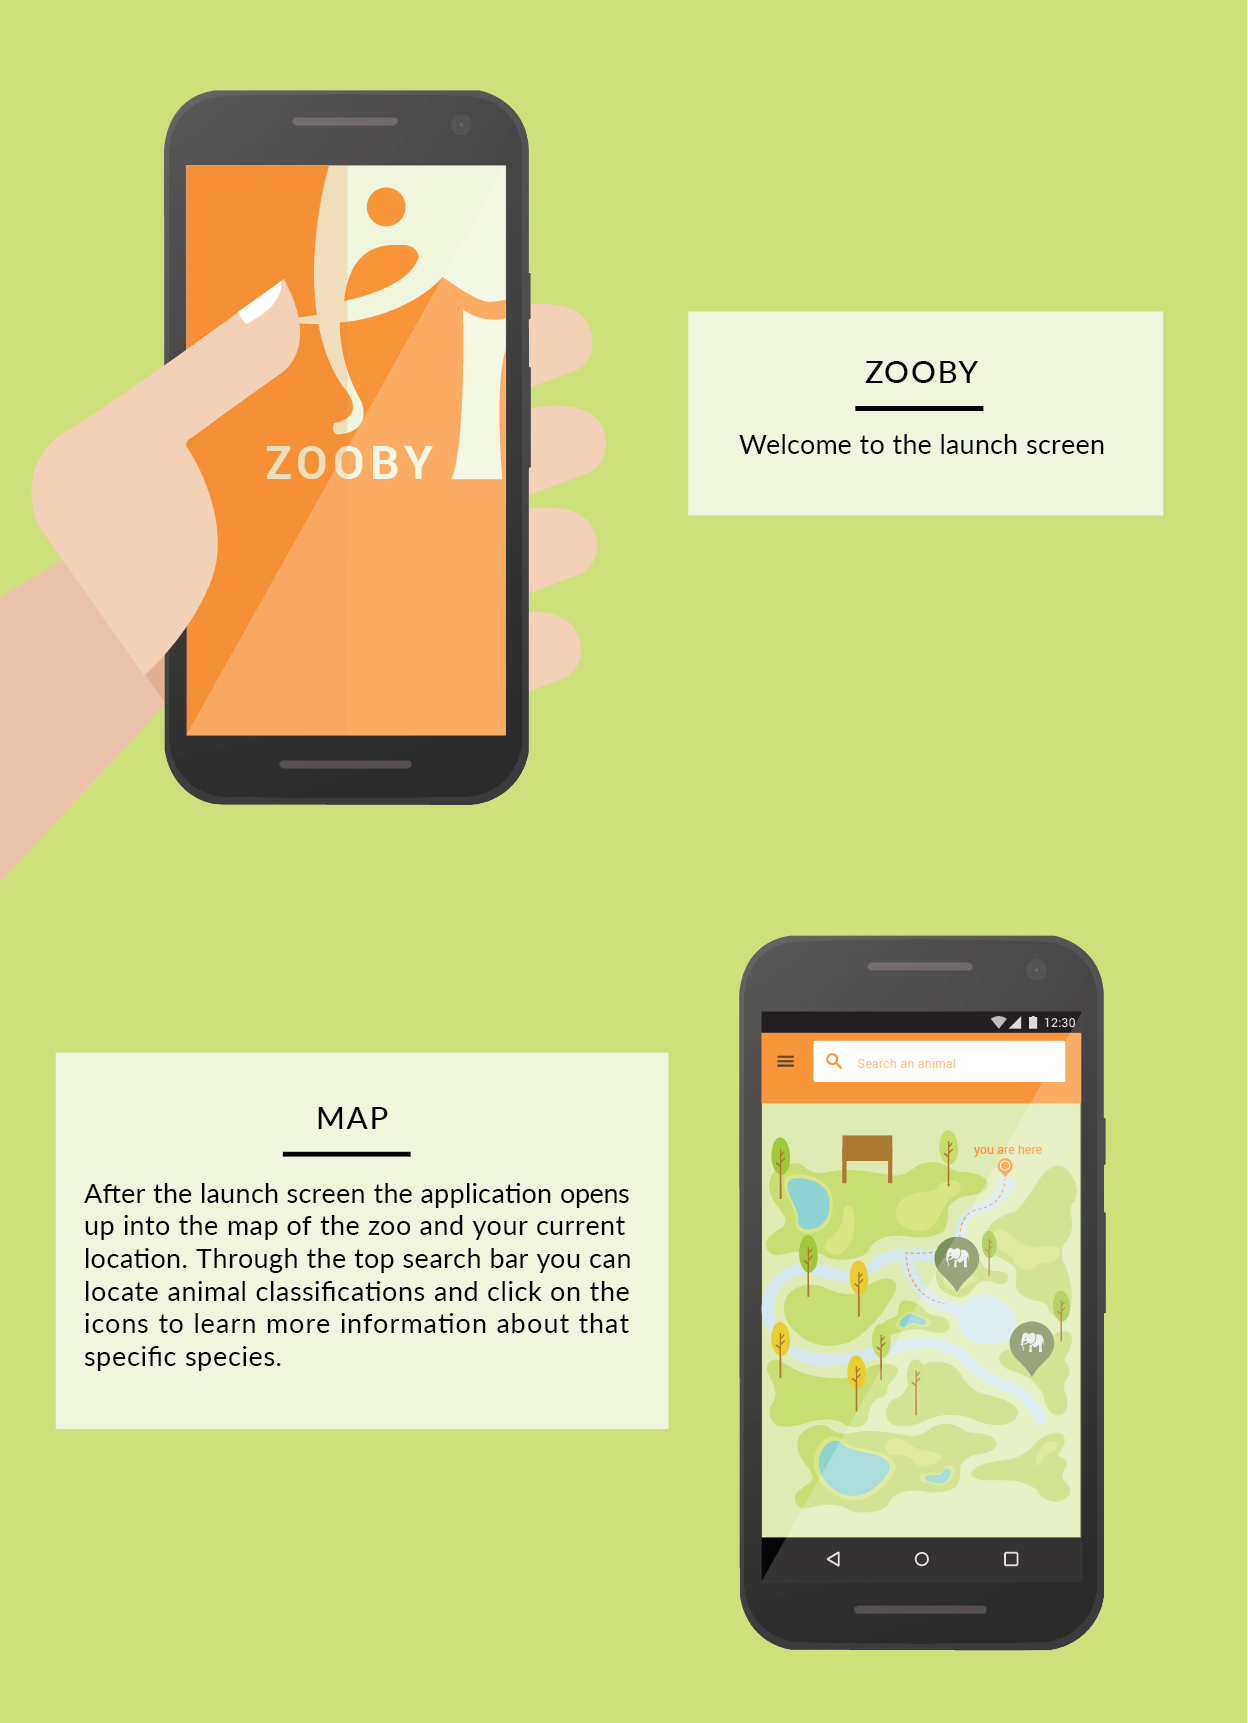 ZOOBY
ZOOBY
Welcome to the launch screen
12:30
Search an animal
you are here
MAP
After the launch screen the application opens
up into the map of the zoo and your current
location. Through the top search bar you can
locate animal classifications and click on the
icons to learn more information about that
specific species.